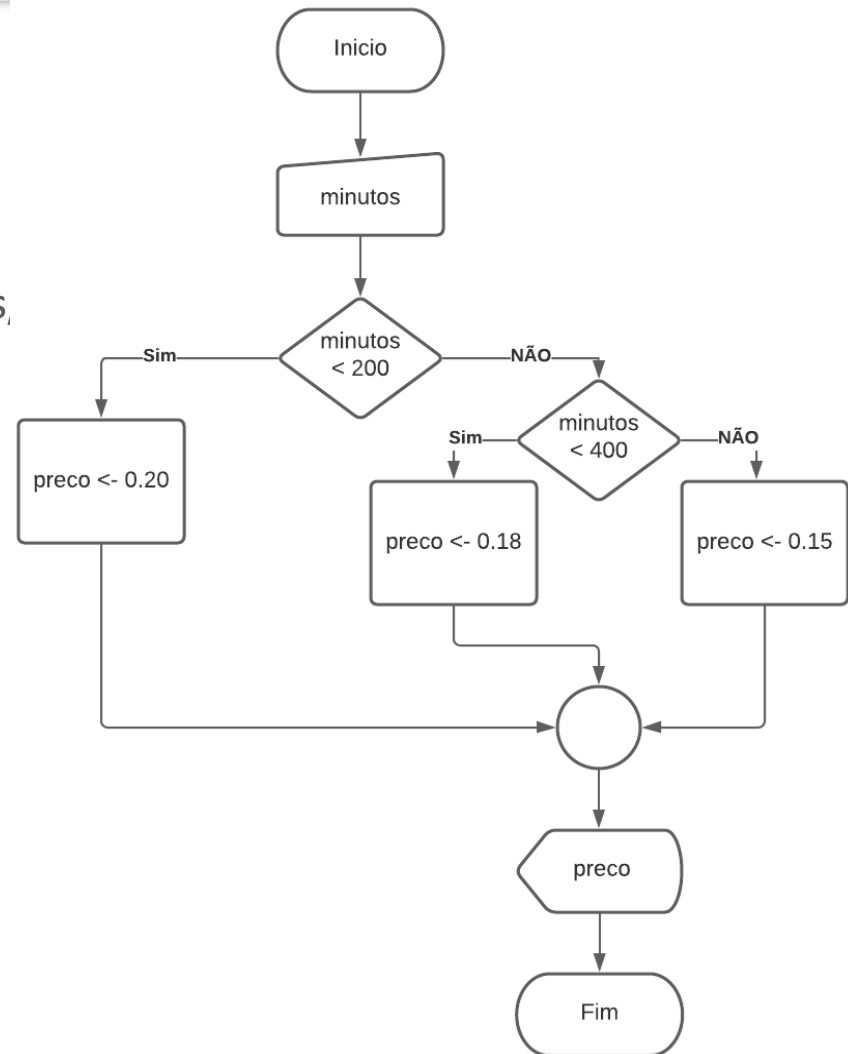 Inicio
minutos
s,
minutos
< 200
Sim
NÃO
minutos
< 400
Sim
NÃO
preco <- 0.20
preco <- 0.18
preco <- 0.15
preco
Fim